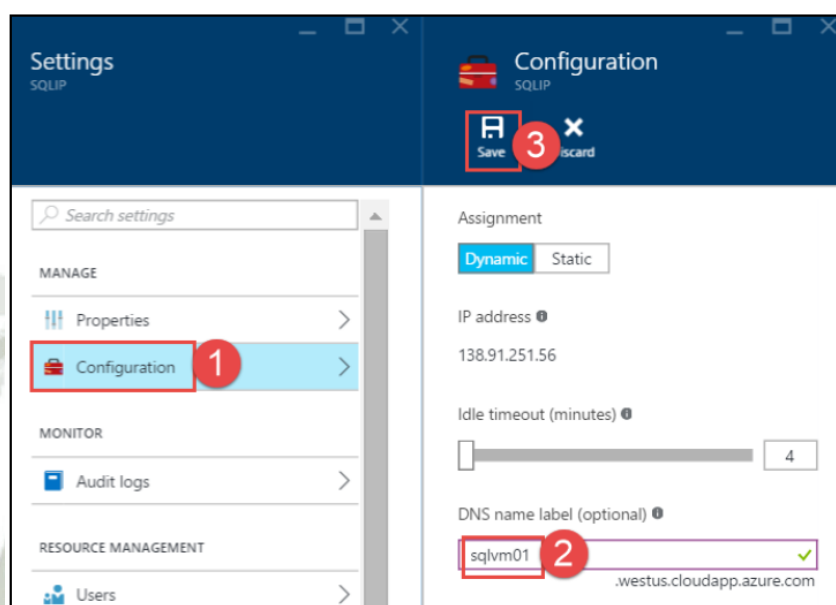 Settings
SQLIP
Search settings
MANAGE
Properties
Configuration 1
MONITOR
Audit logs
RESOURCE MANAGEMENT
Users
Configuration
SQLIP
Save 3 iscard
Assignment
Dynamic Static
IP address
138.91.251.56
Idle timeout (minutes)
4
DNS name label (optional)
sqlvm01 2
.westus.cloudapp.azure.com